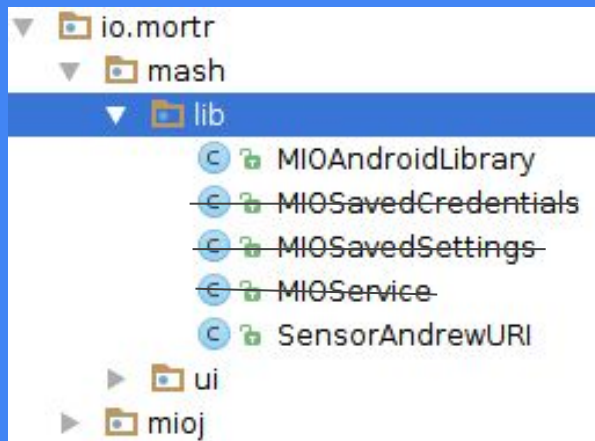 io.mortr
mash
lib
MIOAndroidLibrary
MIOSavedCredentials
MIOSavedSettings
MIOService
SensorAndrewURI
ui
mioj